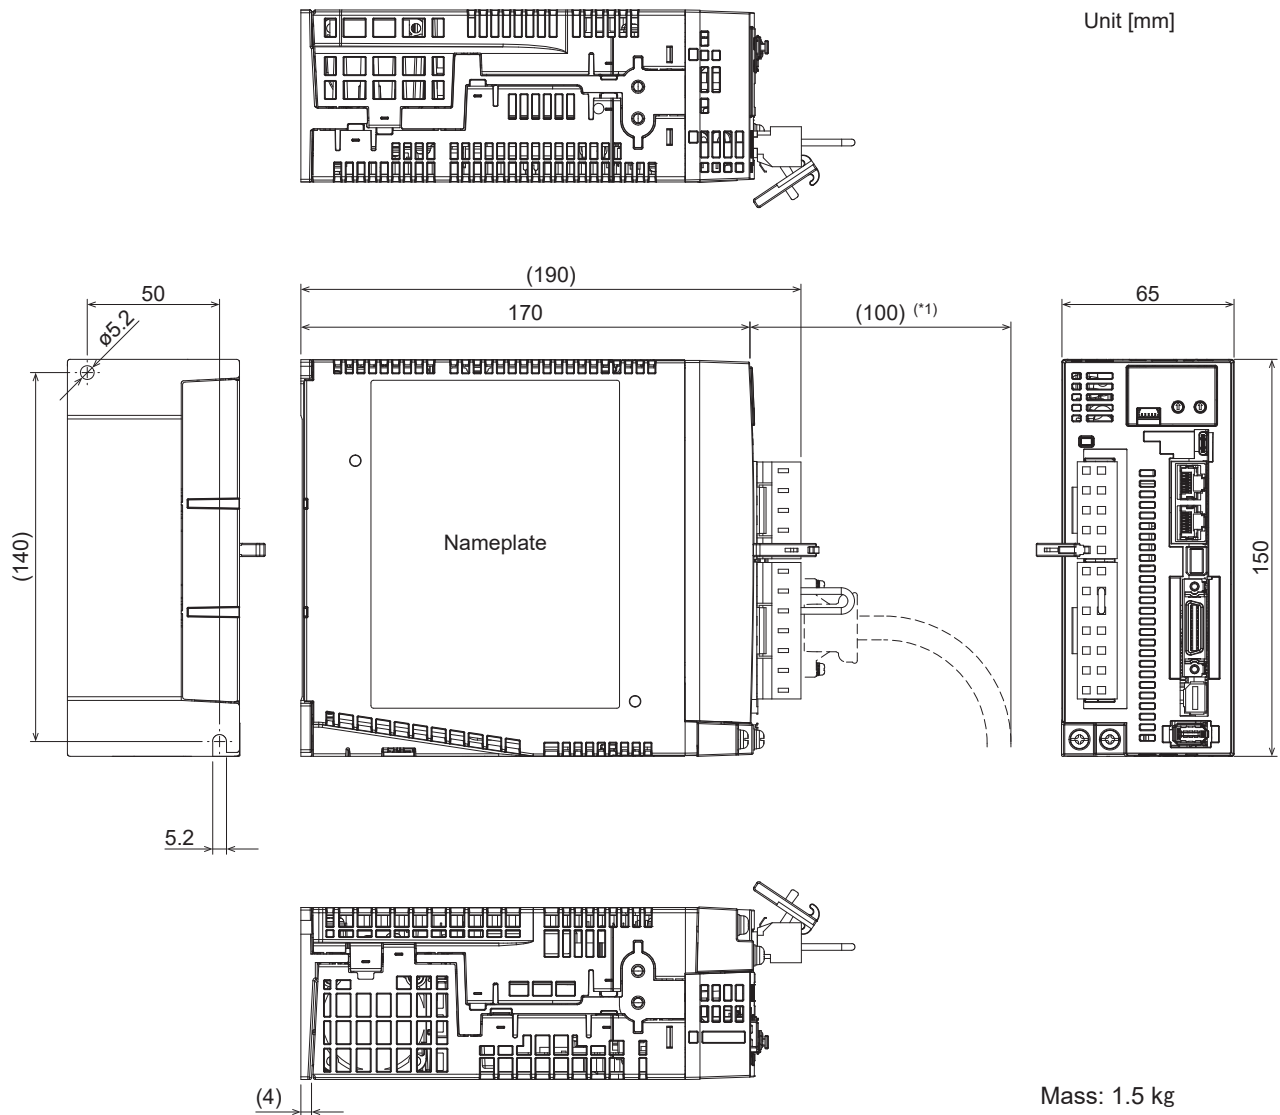 Unit [mm]
(190)
50
170
(100) (*1)
65
ø5.2
Nameplate
(140)
150
5.2
(4)
Mass: 1.5 kg